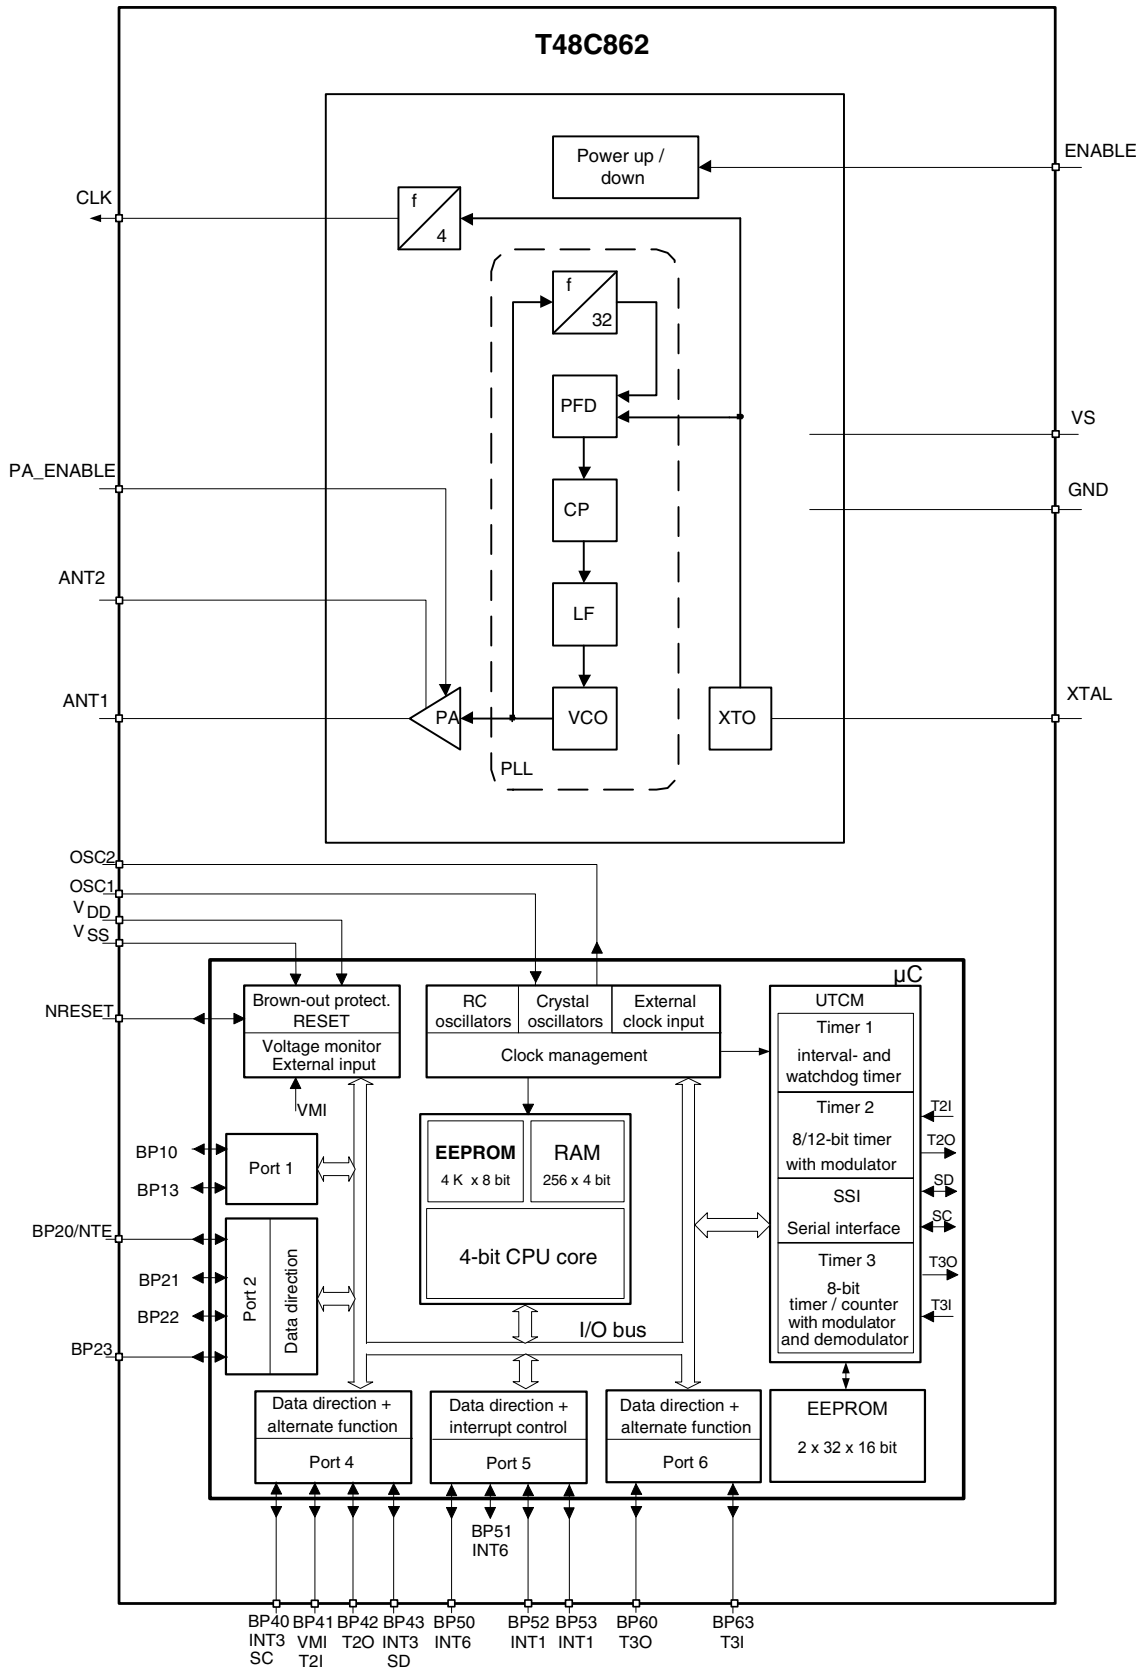 T48C862
Power up /
down
ENABLE
CLK
f
4
f
32
PFD
VS
PA_ENABLE
CP
GND
ANT2
LF
ANT1
PA
VCO
XTO
XTAL
PLL
OSC2
OSC1
V DD
V SS
µC
NRESET
Brown-out protect.
RESET
Voltage monitor
External input
VMI
RC
oscillators
Crystal
oscillators
External
clock input
Clock management
UTCM
Timer 1
interval- and
watchdog timer
Timer 2
8/12-bit timer
with modulator
SSI
Serial interface
Timer 3
8-bit
timer / counter
with modulator
and demodulator
T2I
T2O
SD
SC
T3O
T3I
EEPROM
4 K x 8 bit
RAM
256 x 4 bit
4-bit CPU core
I/O bus
BP10
BP13
Port 1
BP20/NTE
BP21
BP22
BP23
Port 2
Data direction
Data direction +
alternate function
Port 4
Data direction +
interrupt control
Port 5
Data direction +
alternate function
Port 6
EEPROM
2 x 32 x 16 bit
BP51
INT6
BP40
INT3
SC
BP41
VMI
T2I
BP42
T2O
BP43
INT3
SD
BP50
INT6
BP52
INT1
BP53
INT1
BP60
T3O
BP63
T3I